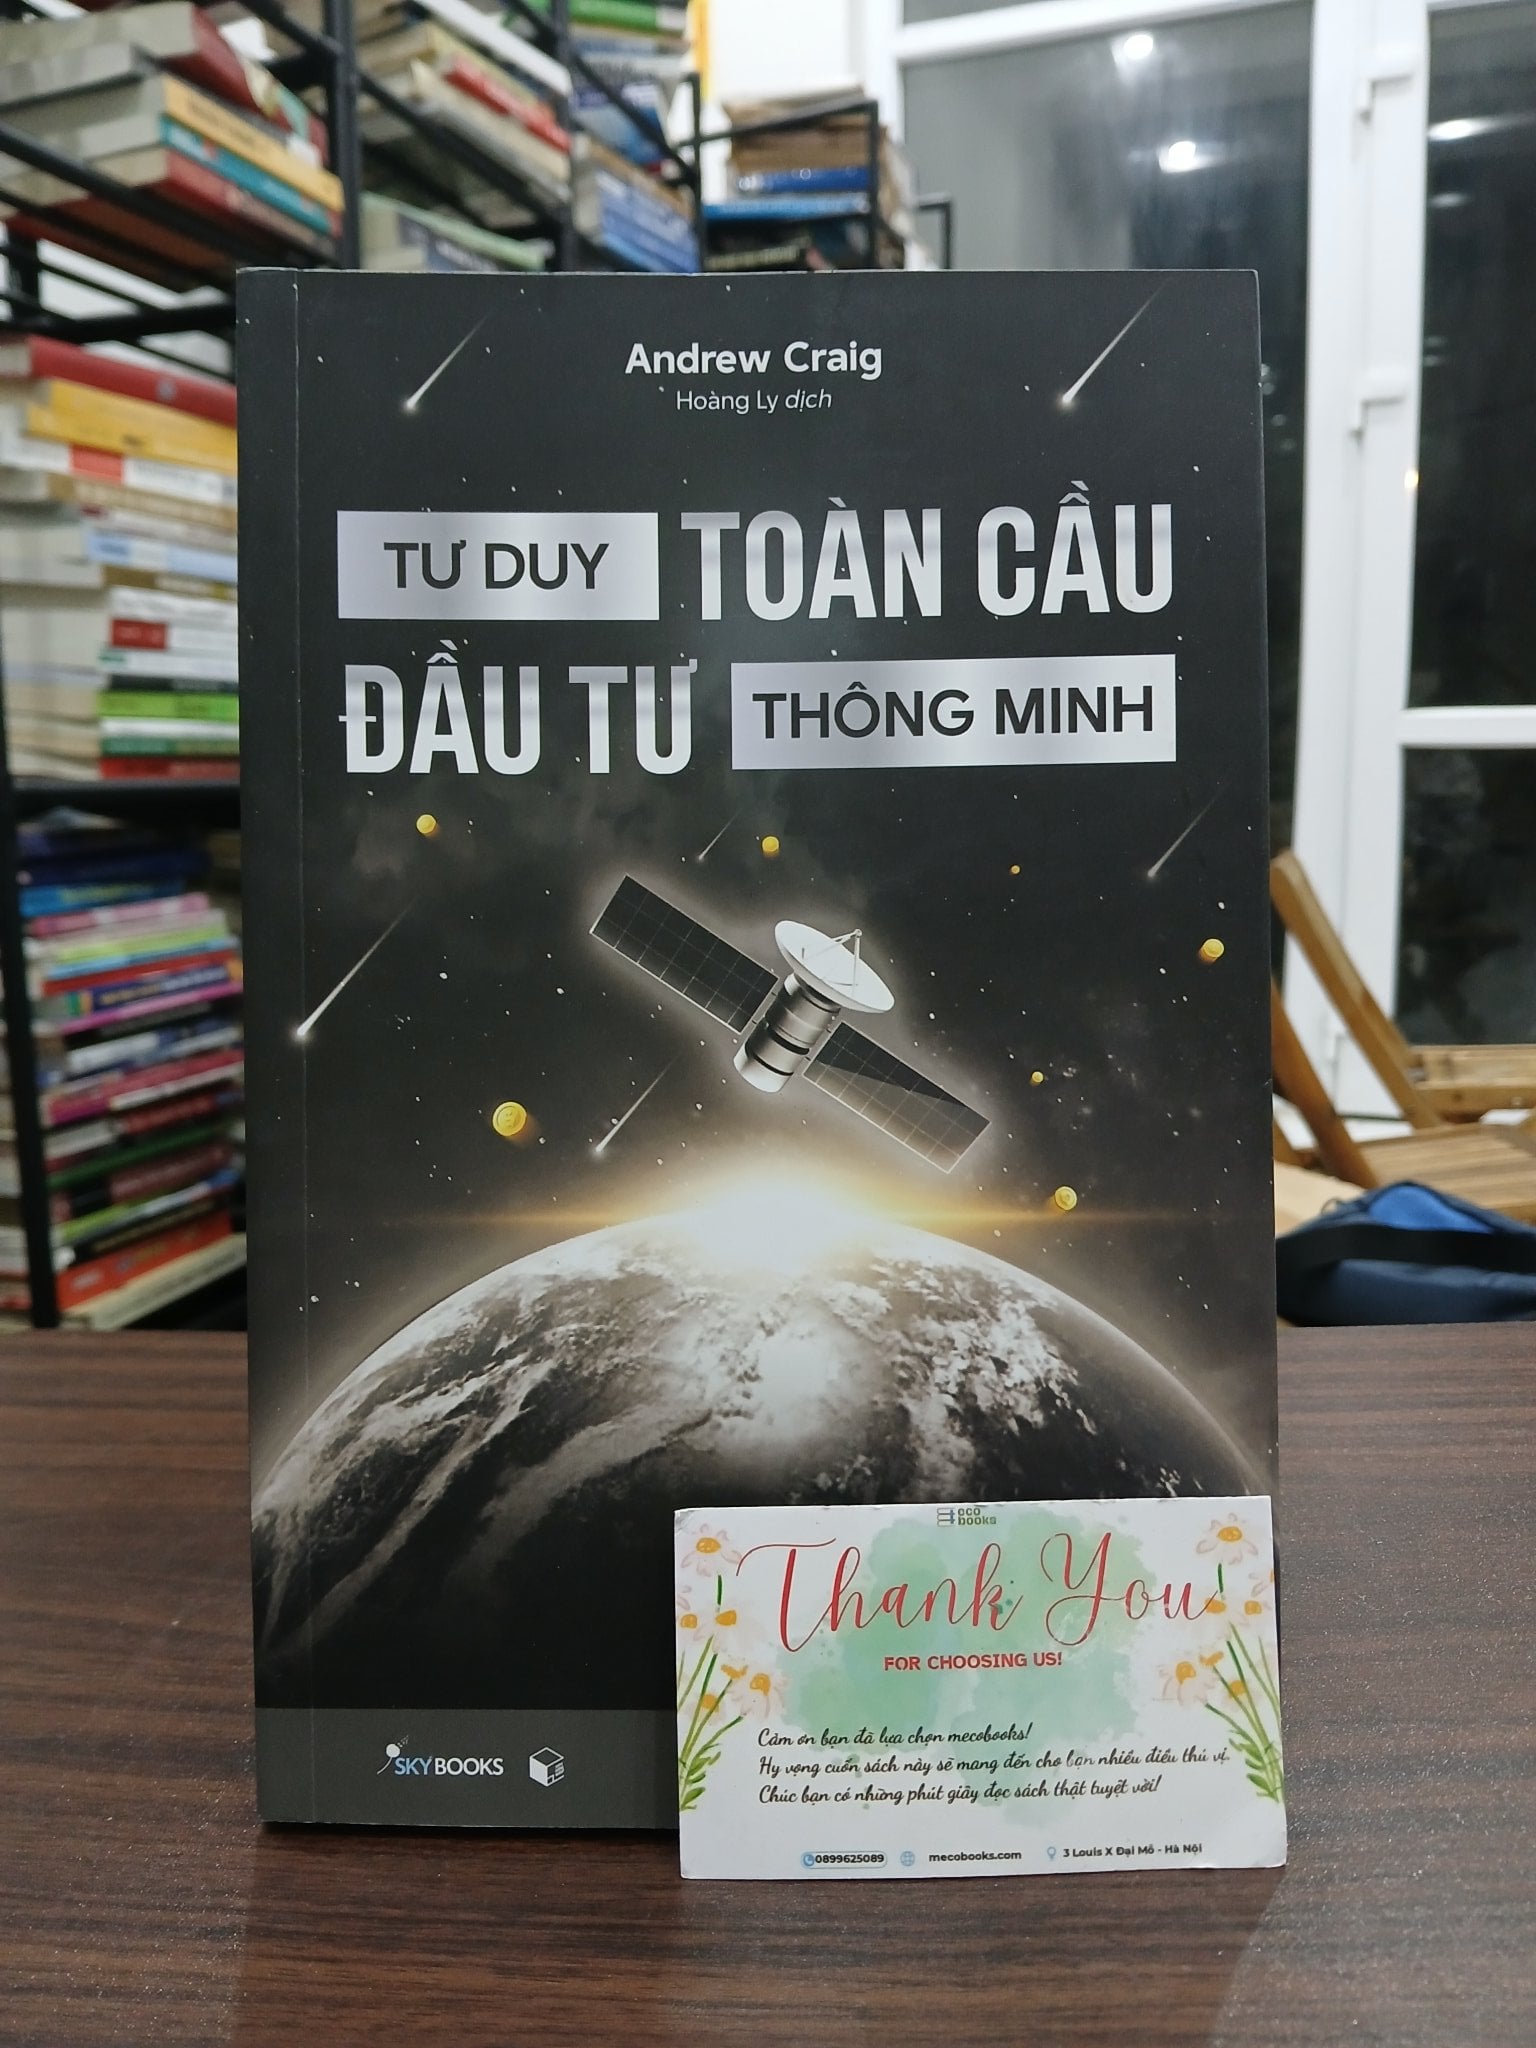 Andrew Craig
Hoàng Ly dịch
TƯ DUY TOÀN CẦU
ĐẦU TƯ THÔNG MINH
SKYBOOKS
eco
books
Thank You
FOR CHOOSING US!
Cảm ơn bạn đã lựa chọn mecobooks!
Hy vọng cuốn sách này sẽ mang đến cho bạn nhiều điều thú vị.
Chúc bạn có những phút giây đọc sách thật tuyệt vời!
0899625089 mecobooks.com 3 Louis X Đại Mỗ - Hà Nội